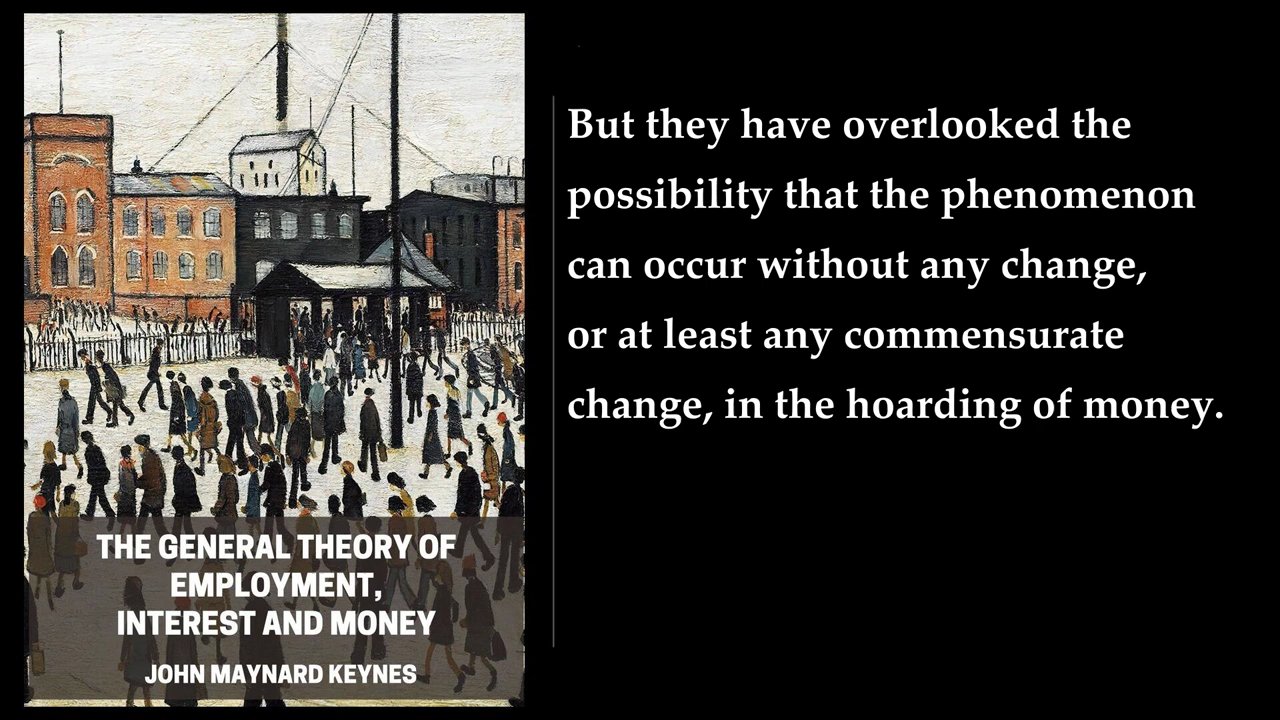 But they have overlooked the
possibility that the phenomenon
can occur without any change,
or at least any commensurate
change, in the hoarding of money.
THE GENERAL THEORY OF
EMPLOYMENT,
INTEREST AND MONEY
JOHN MAYNARD KEYNES